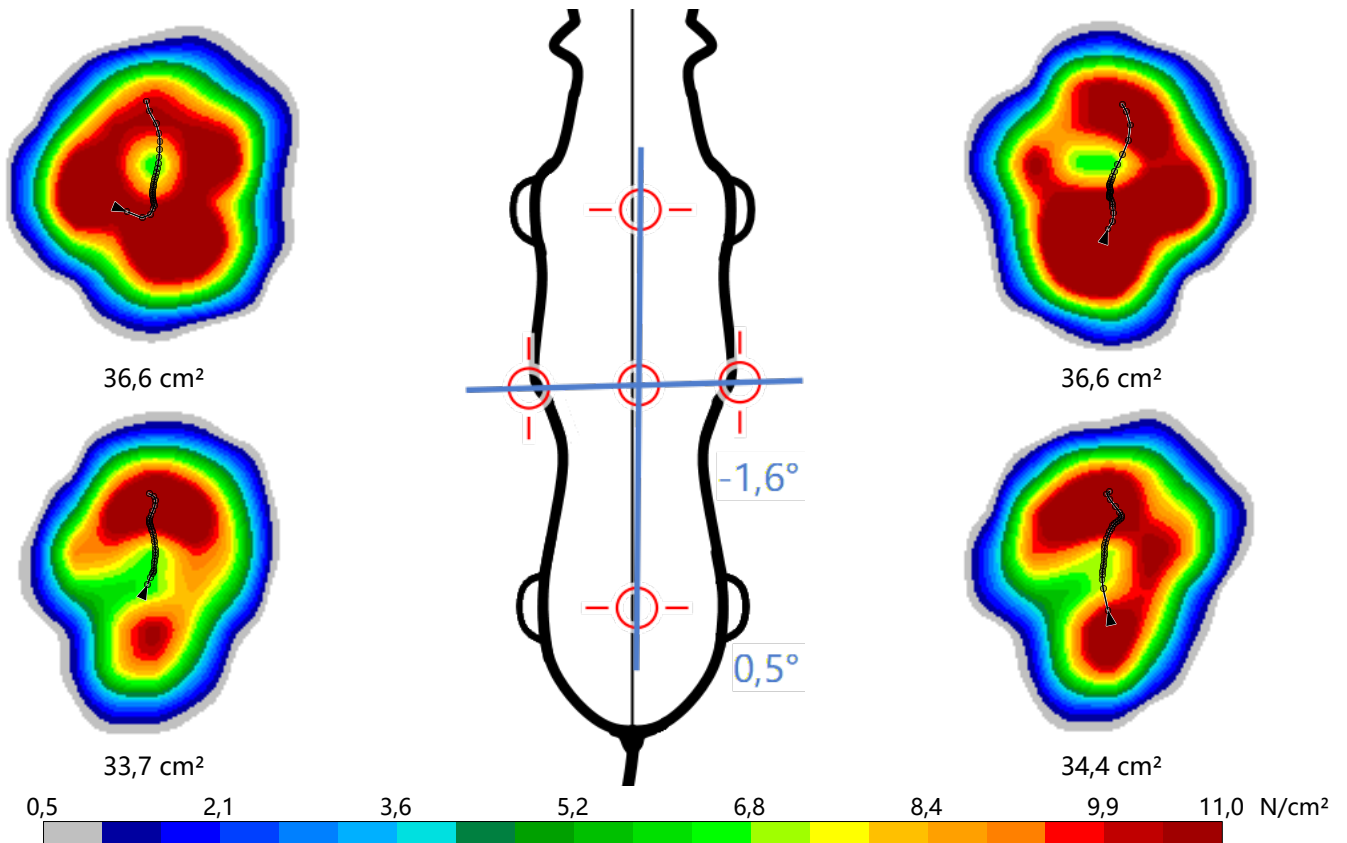 36,6 cm²
36,6 cm²
-1,6°
0,5°
33,7 cm²
34,4 cm²
0,5 2,1 3,6 5,2 6,8 8,4 9,9 11,0 N/cm²